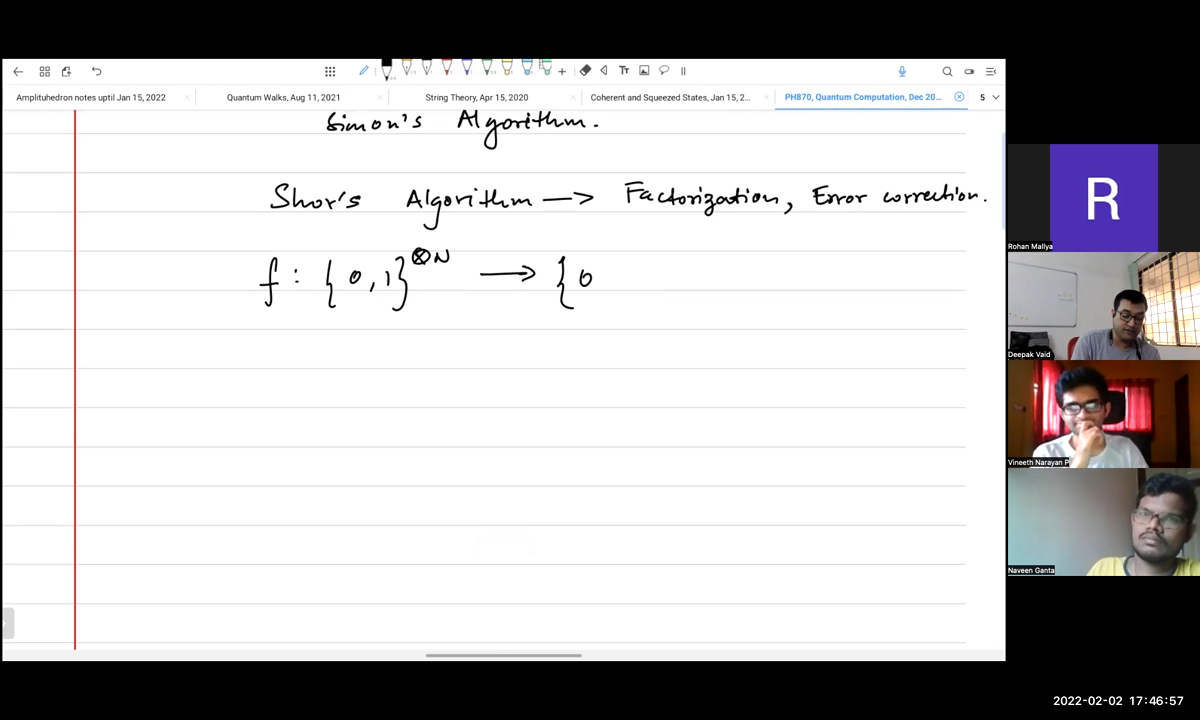 Amplituhedron notes uptil Jan 15, 2022 Quantum Walks, Aug 11, 2021 String Theory, Apr 15, 2020 Coherent and Squeezed States, Jan 15, 2... PH870, Quantum Computation, Dec 20... 5
Simon's Algorithm.
Shor's Algorithm → Factorization, Error correction.
f : {0,1}^⊗N → {0
R
Rohan Mallya
Deepak Vaid
Vineeth Narayan P
Naveen Ganta
2022-02-02 17:46:57